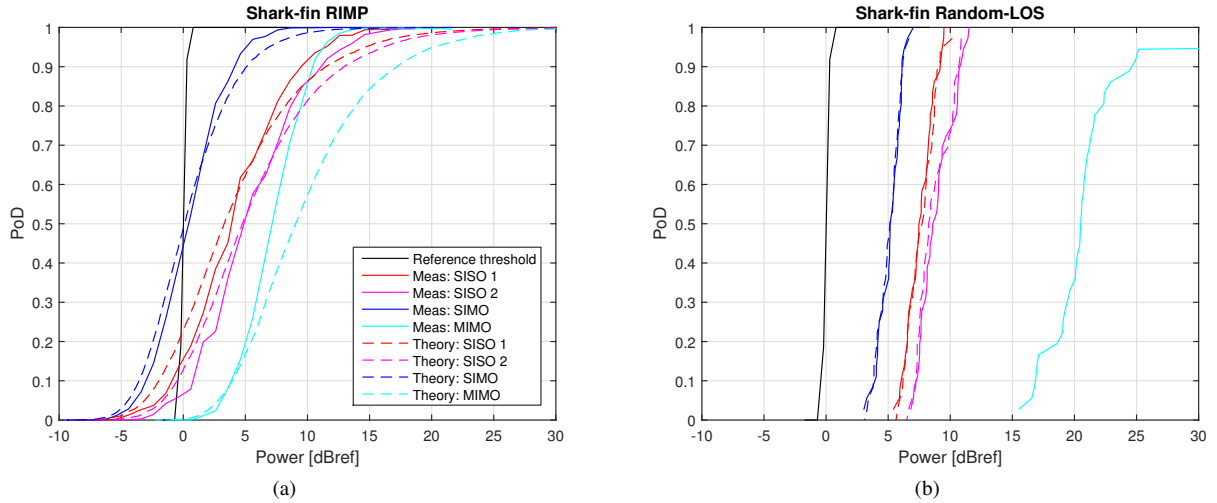 Shark-fin RIMP
1
0.9
0.8
0.7
0.6
0.5
0.4
0.3
0.2
0.1
0
PoD
-10
-5
0
5
10
15
20
25
30
Power [dBref]
Reference threshold
Meas: SISO 1
Meas: SISO 2
Meas: SIMO
Meas: MIMO
Theory: SISO 1
Theory: SISO 2
Theory: SIMO
Theory: MIMO
(a)
Shark-fin Random-LOS
1
0.9
0.8
0.7
0.6
0.5
0.4
0.3
0.2
0.1
0
PoD
-10
-5
0
5
10
15
20
25
30
Power [dBref]
(b)